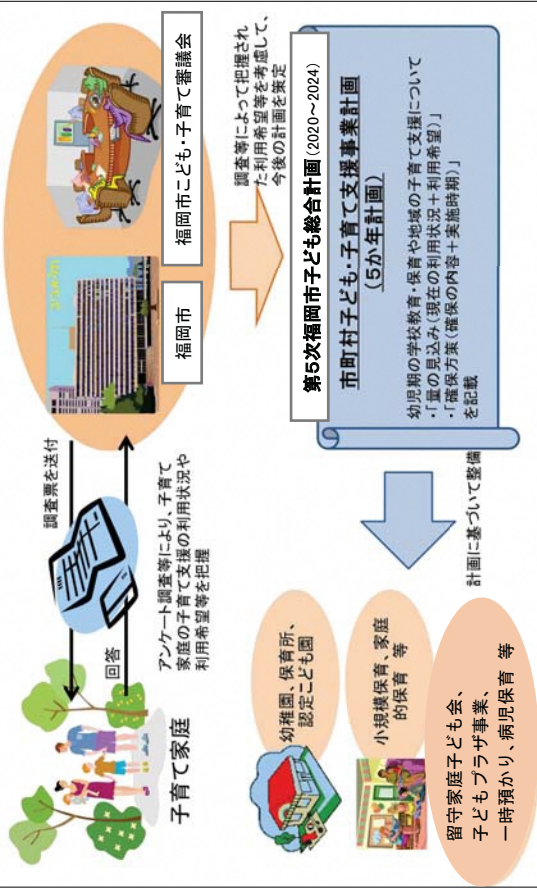 調査票を送付
回答
アンケート調査等により、子育て
家庭の子育て支援の利用状況や
利用希望等を把握
子育て家庭
福岡市
福岡市こども・子育て審議会
調査等によって把握され
た利用希望等を考慮して、
今後の計画を策定
第5次福岡市子ども総合計画(2020～2024)
市町村子ども・子育て支援事業計画
(5か年計画)
幼児期の学校教育・保育や地域の子育て支援について
・「量の見込み(現在の利用状況+利用希望)」
・「確保方策(確保の内容+実施時期)」
を記載
計画に基づいて整備
幼稚園、保育所、
認定こども園
小規模保育、家庭
的保育 等
留守家庭子ども会、
子どもプラザ事業、
一時預かり、病児保育 等